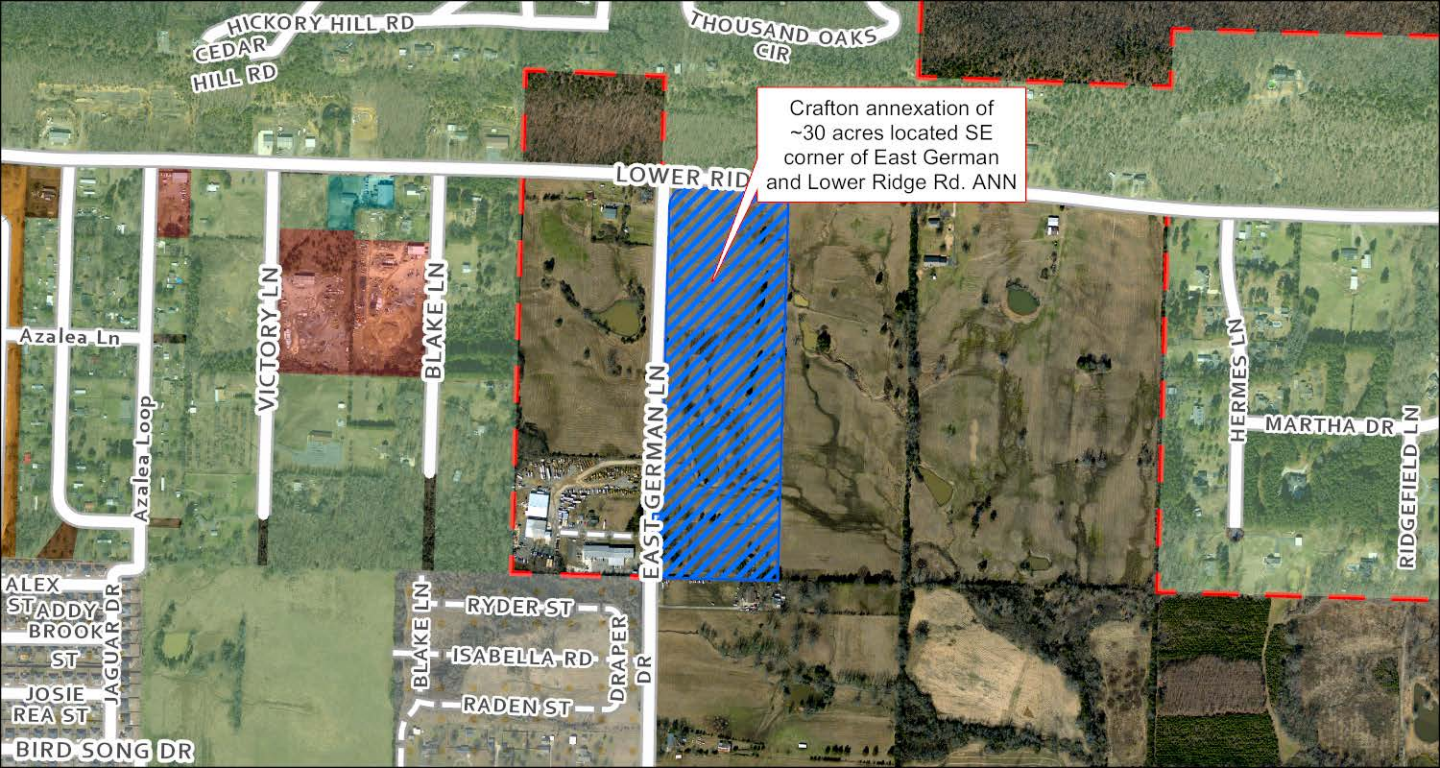 HICKORY HILL RD
CEDAR
HILL RD
THOUSAND OAKS
CIR
Crafton annexation of
~30 acres located SE
corner of East German
and Lower Ridge Rd. ANN
LOWER RID
Azalea Ln
Azalea Loop
VICTORY LN
BLAKE LN
EAST GERMAN LN
HERMES LN
MARTHA DR
RIDGEFIELD LN
ALEX
ST
ADDY
BROOK
ST
JAGUAR DR
JOSIE
REA ST
BIRD SONG DR
BLAKE LN
RYDER ST
ISABELLA RD
RADEN ST
DRAPER
DR